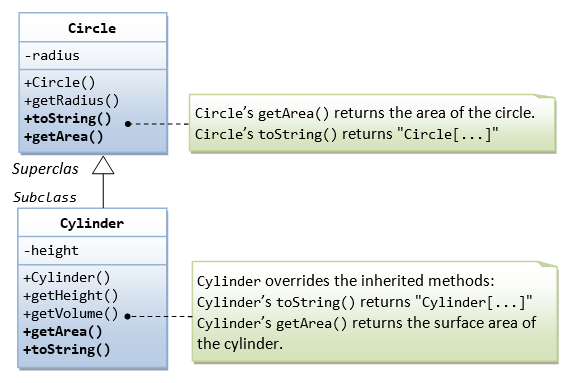 Circle
-radius
+Circle()
+getRadius()
+toString()
+getArea()
Circle's getArea() returns the area of the circle.
Circle's toString() returns "Circle[...]"
Superclas
Subclass
Cylinder
-height
+Cylinder()
+getHeight()
+getVolume()
+getArea()
+toString()
Cylinder overrides the inherited methods:
Cylinder's toString() returns "Cylinder[...]"
Cylinder's getArea() returns the surface area of
the cylinder.